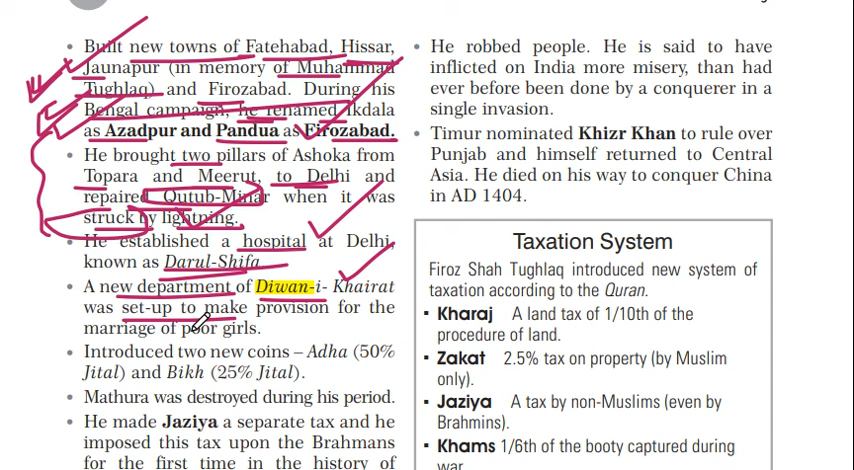 • Built new towns of Fatehabad, Hissar,
Jaunapur (in memory of Muhammad
Tughlaq) and Firozabad. During his
Bengal campaign, he renamed Ikdala
as Azadpur and Pandua as Firozabad.
• He brought two pillars of Ashoka from
Topara and Meerut, to Delhi and
repaired Qutub-Minar when it was
struck by lightning.
• He established a hospital at Delhi,
known as Darul-Shifa
• A new department of Diwan-i- Khairat
was set-up to make provision for the
marriage of poor girls.
• Introduced two new coins – Adha (50%
Jital) and Bikh (25% Jital).
• Mathura was destroyed during his period.
• He made Jaziya a separate tax and he
imposed this tax upon the Brahmans
for the first time in the history of
• He robbed people. He is said to have
inflicted on India more misery, than had
ever before been done by a conquerer in a
single invasion.
• Timur nominated Khizr Khan to rule over
Punjab and himself returned to Central
Asia. He died on his way to conquer China
in AD 1404.
Taxation System
Firoz Shah Tughlaq introduced new system of
taxation according to the Quran.
▪ Kharaj A land tax of 1/10th of the
procedure of land.
▪ Zakat 2.5% tax on property (by Muslim
only).
▪ Jaziya A tax by non-Muslims (even by
Brahmins).
▪ Khams 1/6th of the booty captured during
war